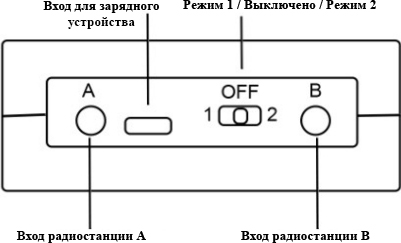 Вход для зарядного
устройства
Режим 1 / Выключено / Режим 2
A
OFF
B
1
2
Вход радиостанции А
Вход радиостанции В